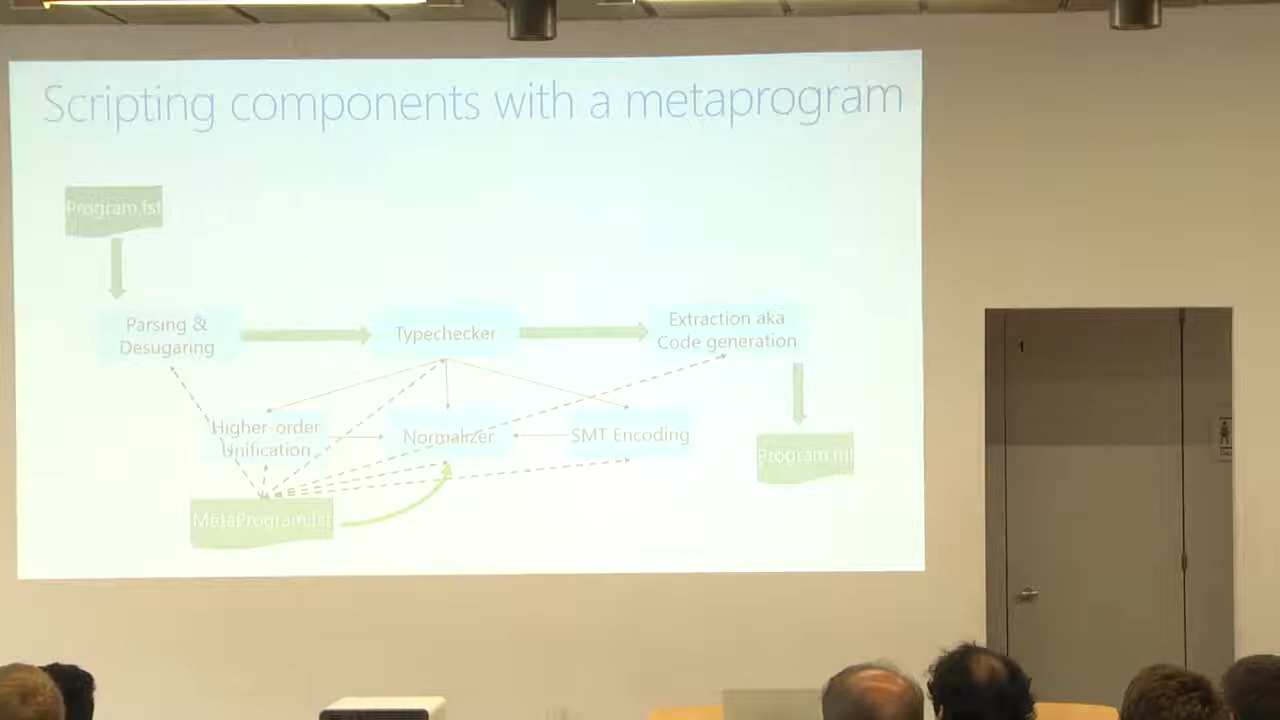 Scripting components with a metaprogram
Program.fst
Parsing &
Desugaring
Typechecker
Extraction aka
Code generation
Higher-order
Unification
Normalizer
SMT Encoding
Program.ml
MetaProgram.fst
1